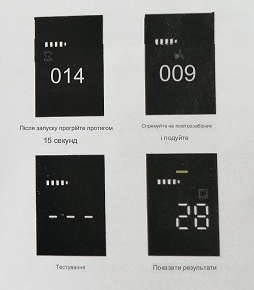 014
009
Після запуску прогрійте протягом
15 секунд
Спрямуйте на повітрозабірник
і подуйте
- - -
28
Тестування
Показати результати